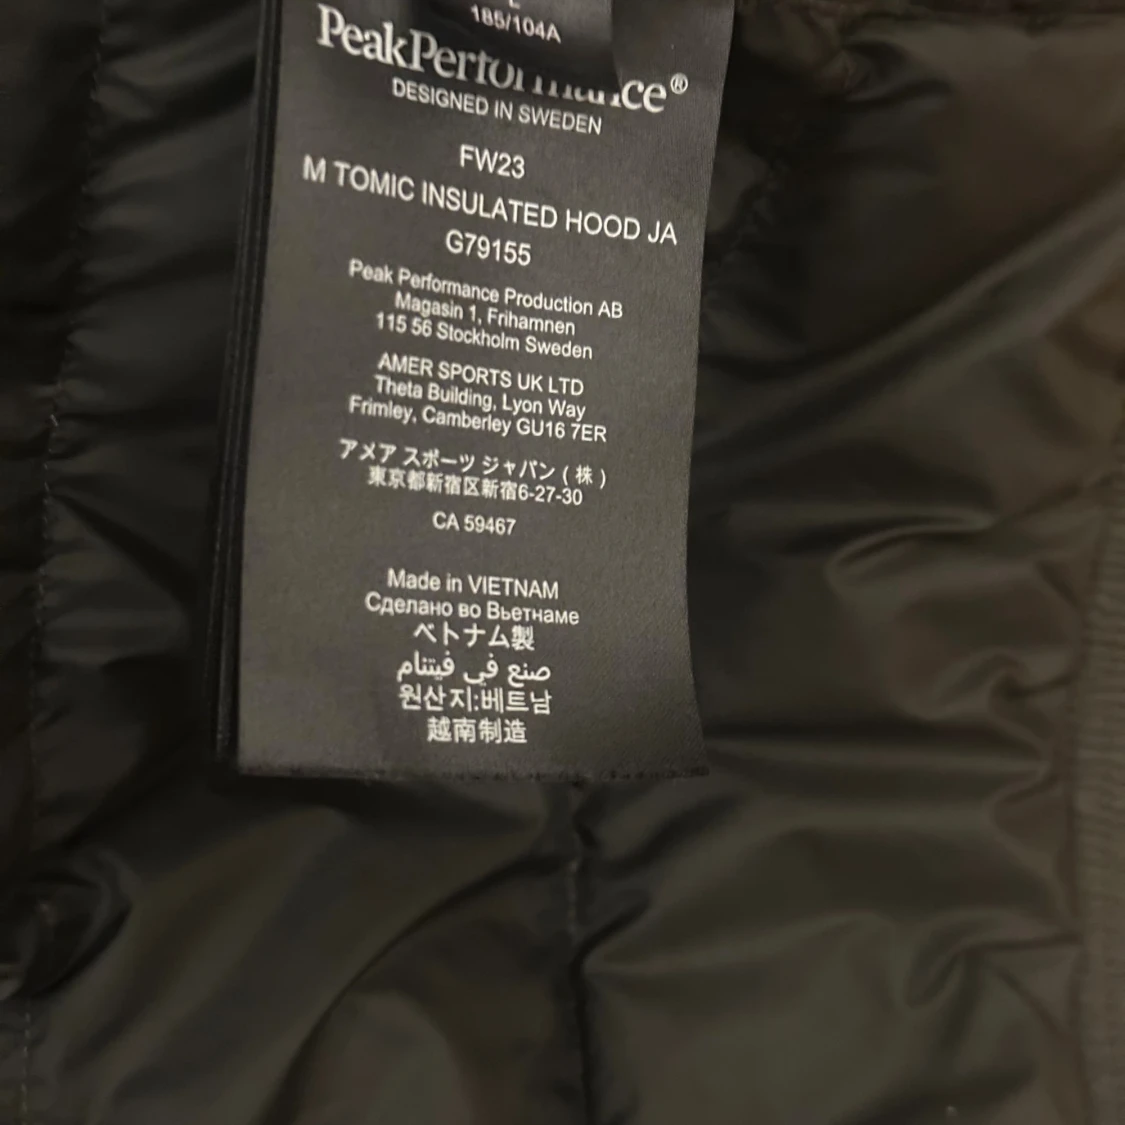 185/104A
PeakPerformance®
DESIGNED IN SWEDEN
FW23
M TOMIC INSULATED HOOD JA
G79155
Peak Performance Production AB
Magasin 1, Frihamnen
115 56 Stockholm Sweden
AMER SPORTS UK LTD
Theta Building, Lyon Way
Frimley, Camberley GU16 7ER
アメア スポーツ ジャパン ( 株 )
東京都新宿区新宿6-27-30
CA 59467
Made in VIETNAM
Сделано во Вьетнаме
ベトナム製
صنع في فيتنام
원산지:베트남
越南制造